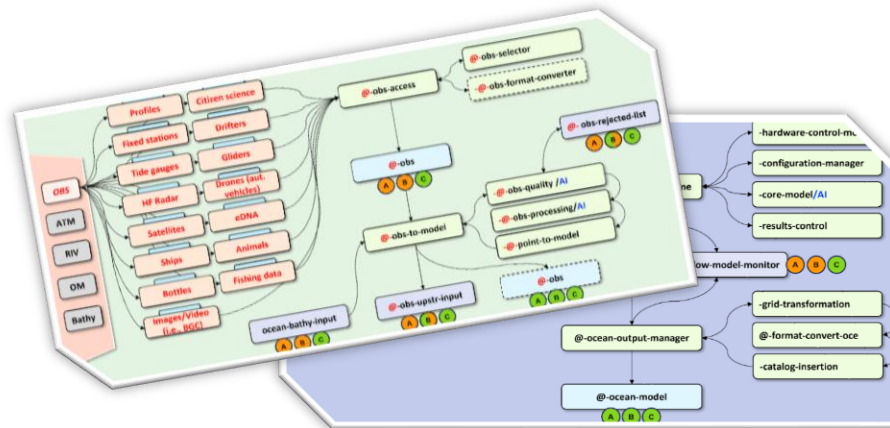 OBS
ATM
RIV
OM
Bathy
Profiles
Fixed stations
Tide gauges
HF Radar
Satellites
Ships
Bottles
Images/Video
(i.e., BGC)
Citizen science
Drifters
Gliders
Drones (aut.
vehicles)
eDNA
Animals
Fishing data
@-obs-access
@-obs-selector
-@-obs-format-converter
@-obs
A B C
@- obs-rejected-list
A B C
-@-obs-quality /AI
-@-obs-processing/AI
-@-point-to-model
@-obs-to-model
ocean-bathy-input
A B C
@-obs-upstr-input
A B C
@-obs
A B C
-hardware-control-mo
-configuration-manager
-core-model/AI
-results-control
ne
low-model-monitor
A B C
-grid-transformation
@-format-convert-oce
-catalog-insertion
@-ocean-output-manager
@-ocean-model
A B C